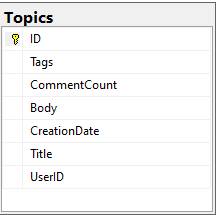 Topics
ID
Tags
CommentCount
Body
CreationDate
Title
UserID